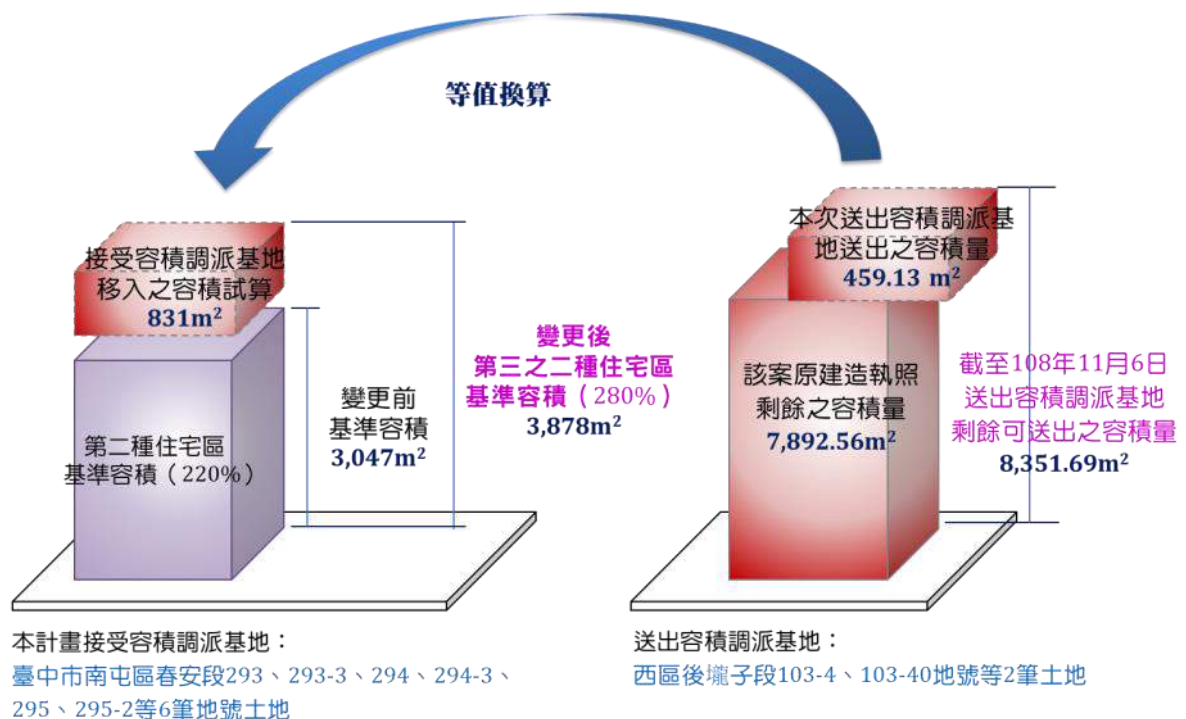 等值換算
接受容積調派基地
移入之容積試算
831m²
第二種住宅區
基準容積（220%）
變更前
基準容積
3,047m²
變更後
第三之二種住宅區
基準容積（280%）
3,878m²
本次送出容積調派基
地送出之容積量
459.13 m²
該案原建造執照
剩餘之容積量
7,892.56m²
截至108年11月6日
送出容積調派基地
剩餘可送出之容積量
8,351.69m²
本計畫接受容積調派基地：
臺中市南屯區春安段293、293-3、294、294-3、
295、295-2等6筆地號土地
送出容積調派基地：
西區後壠子段103-4、103-40地號等2筆土地